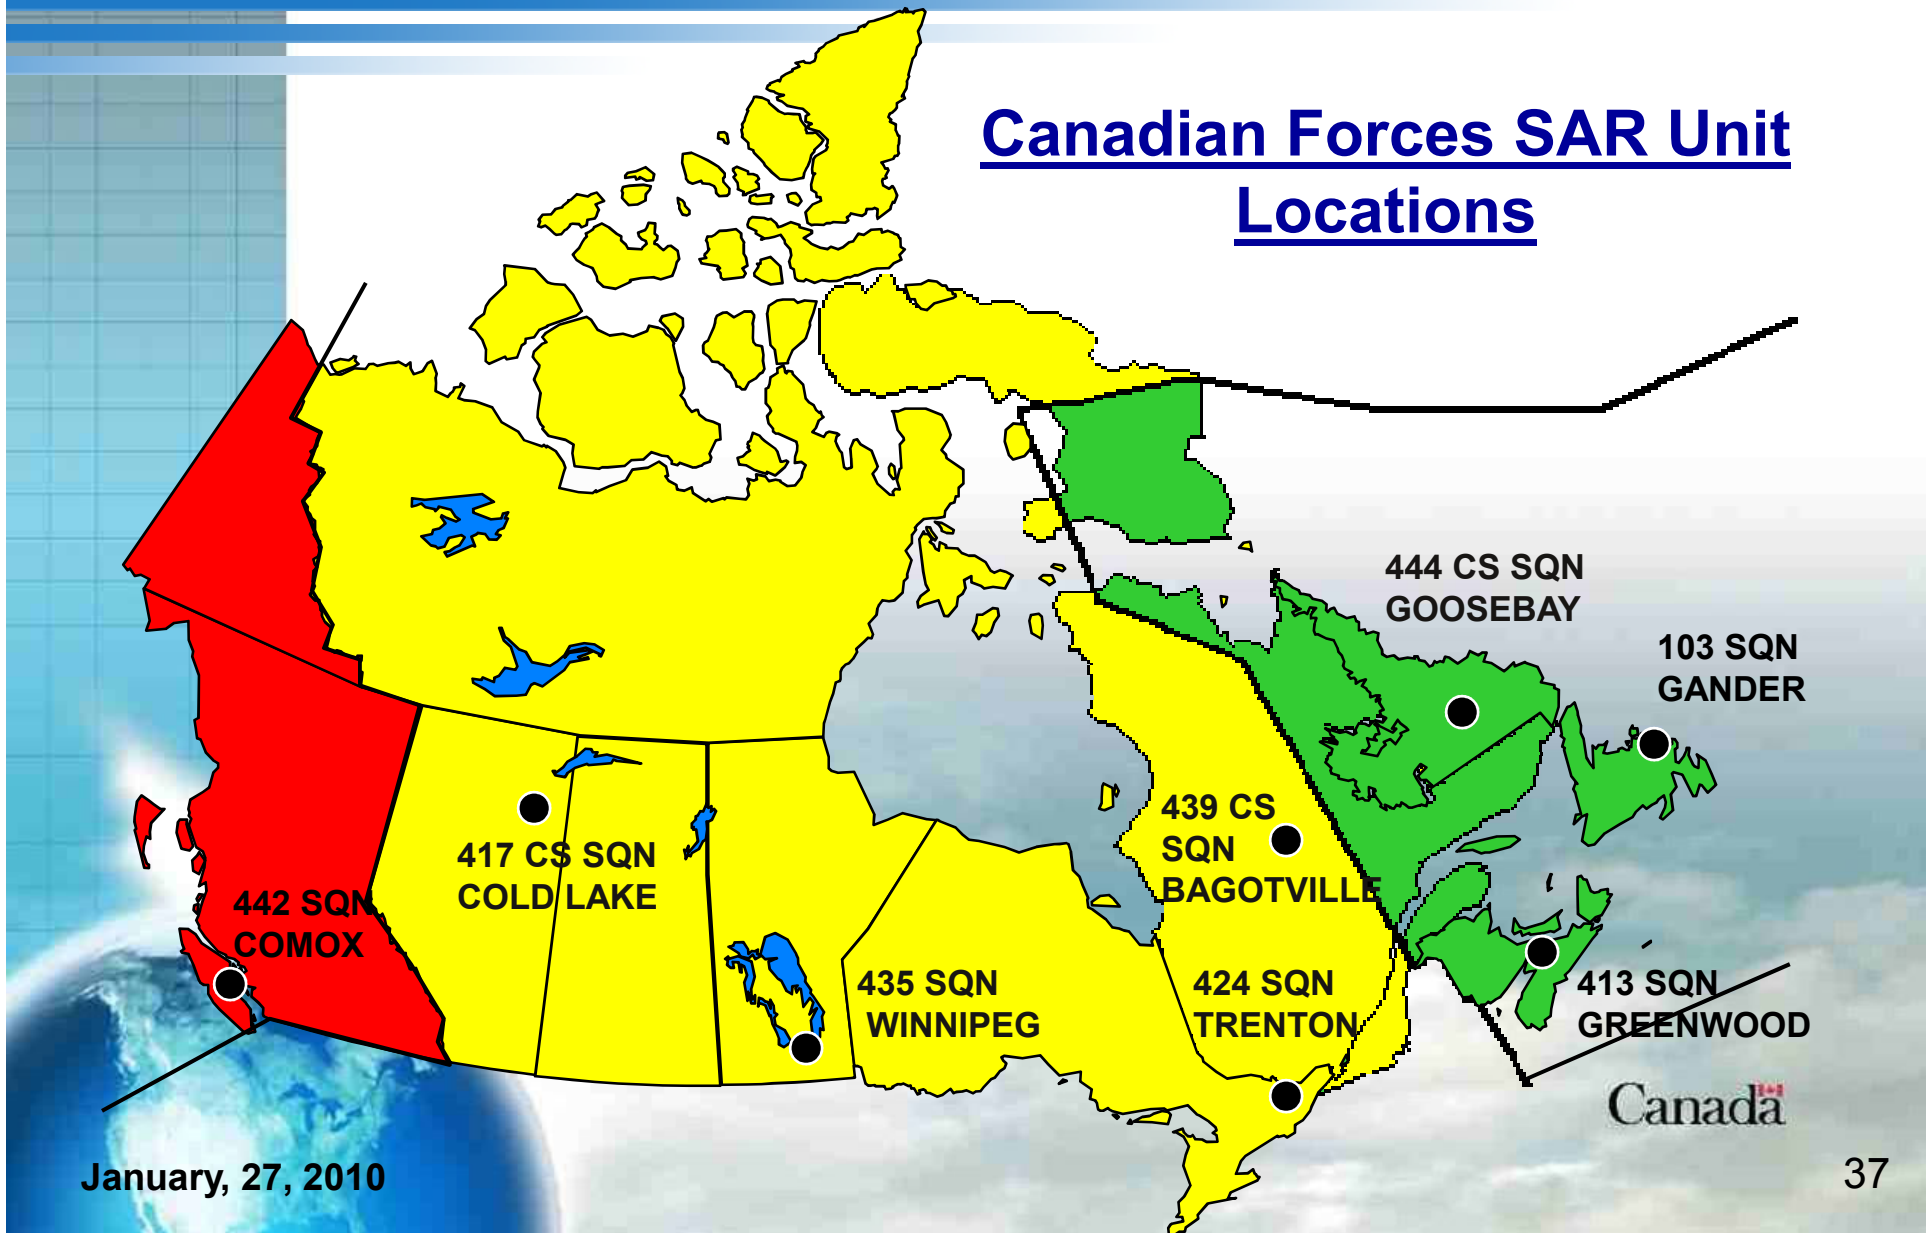 Canadian Forces SAR Unit
Locations
444 CS SQN
GOOSEBAY
103 SQN
GANDER
439 CS
SQN
BAGOTVILLE
417 CS SQN
COLD LAKE
442 SQN
COMOX
435 SQN
WINNIPEG
424 SQN
TRENTON
413 SQN
GREENWOOD
Canada
January, 27, 2010
37